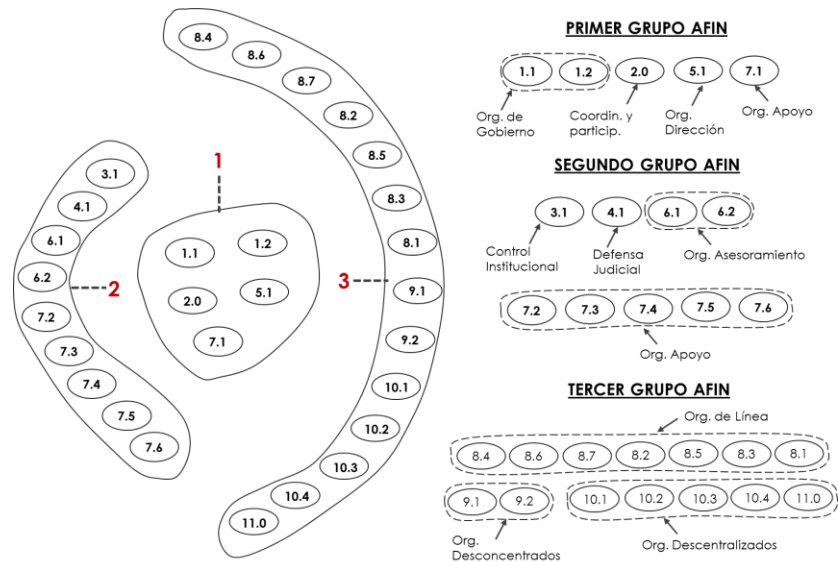 8.4
8.6
8.7
8.2
8.5
8.3
8.1
9.1
9.2
10.1
10.2
10.3
10.4
11.0
3
3.1
4.1
6.1
6.2
7.2
7.3
7.4
7.5
7.6
2
1
1.1
1.2
2.0
5.1
7.1
PRIMER GRUPO AFIN
1.1 1.2 2.0 5.1 7.1
Org. de
Gobierno
Coordin. y
particip.
Org.
Dirección
Org. Apoyo
SEGUNDO GRUPO AFIN
3.1 4.1 6.1 6.2
Control
Institucional
Defensa
Judicial
Org. Asesoramiento
7.2 7.3 7.4 7.5 7.6
Org. Apoyo
TERCER GRUPO AFIN
Org. de Línea
8.4 8.6 8.7 8.2 8.5 8.3 8.1
9.1 9.2 10.1 10.2 10.3 10.4 11.0
Org.
Desconcentrados
Org. Descentralizados